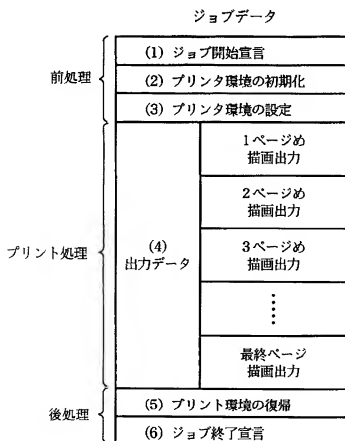 ジョブデータ
前処理
(1) ジョブ開始宣言
(2) プリンタ環境の初期化
(3) プリンタ環境の設定
プリント処理
(4)
出力データ
1ページめ
描画出力
2ページめ
描画出力
3ページめ
描画出力
最終ページ
描画出力
後処理
(5) プリント環境の復帰
(6) ジョブ終了宣言